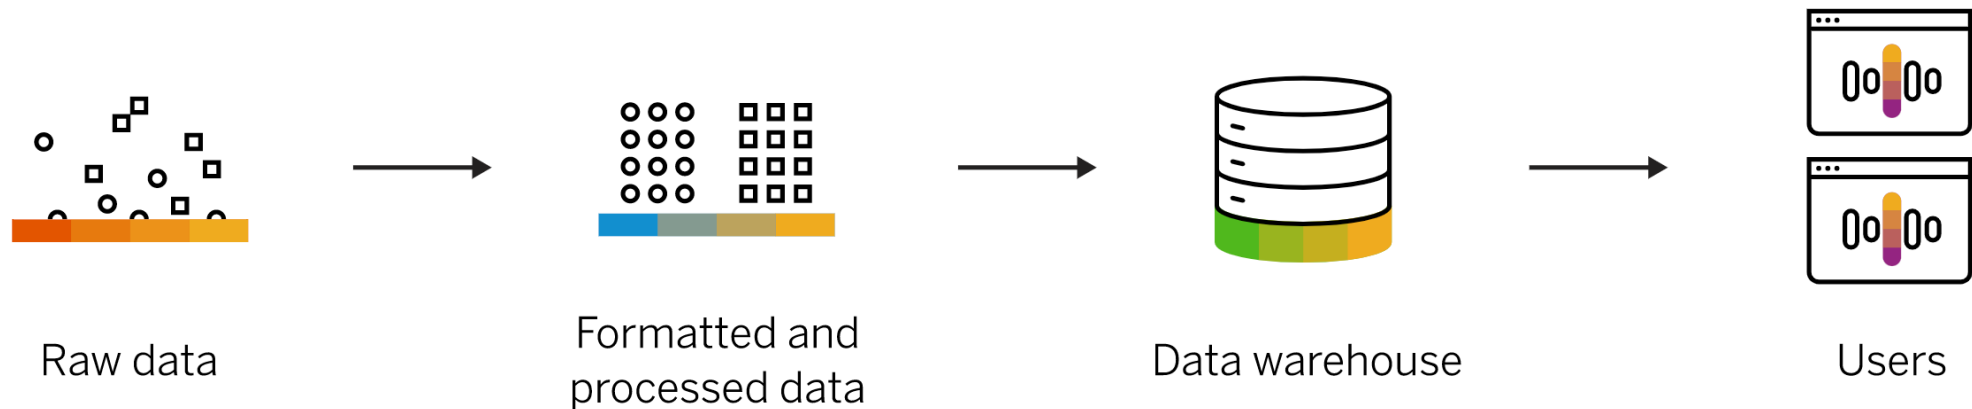 Raw data
Formatted and
processed data
Data warehouse
Users